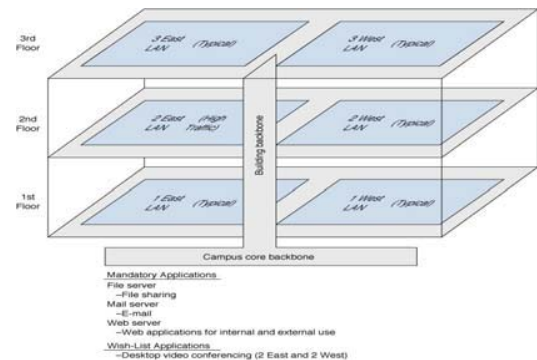 3rd
Floor
3 East (Typical)
LAN
3 West (Typical)
LAN
2nd
Floor
2 East (High
LAN Traffic)
2 West (Typical)
LAN
Building backbone
1st
Floor
1 East (Typical)
LAN
1 West (Typical)
LAN
Campus core backbone
Mandatory Applications
File server
–File sharing
Mail server
–E-mail
Web server
–Web applications for internal and external use
Wish-List Applications
–Desktop video conferencing (2 East and 2 West)